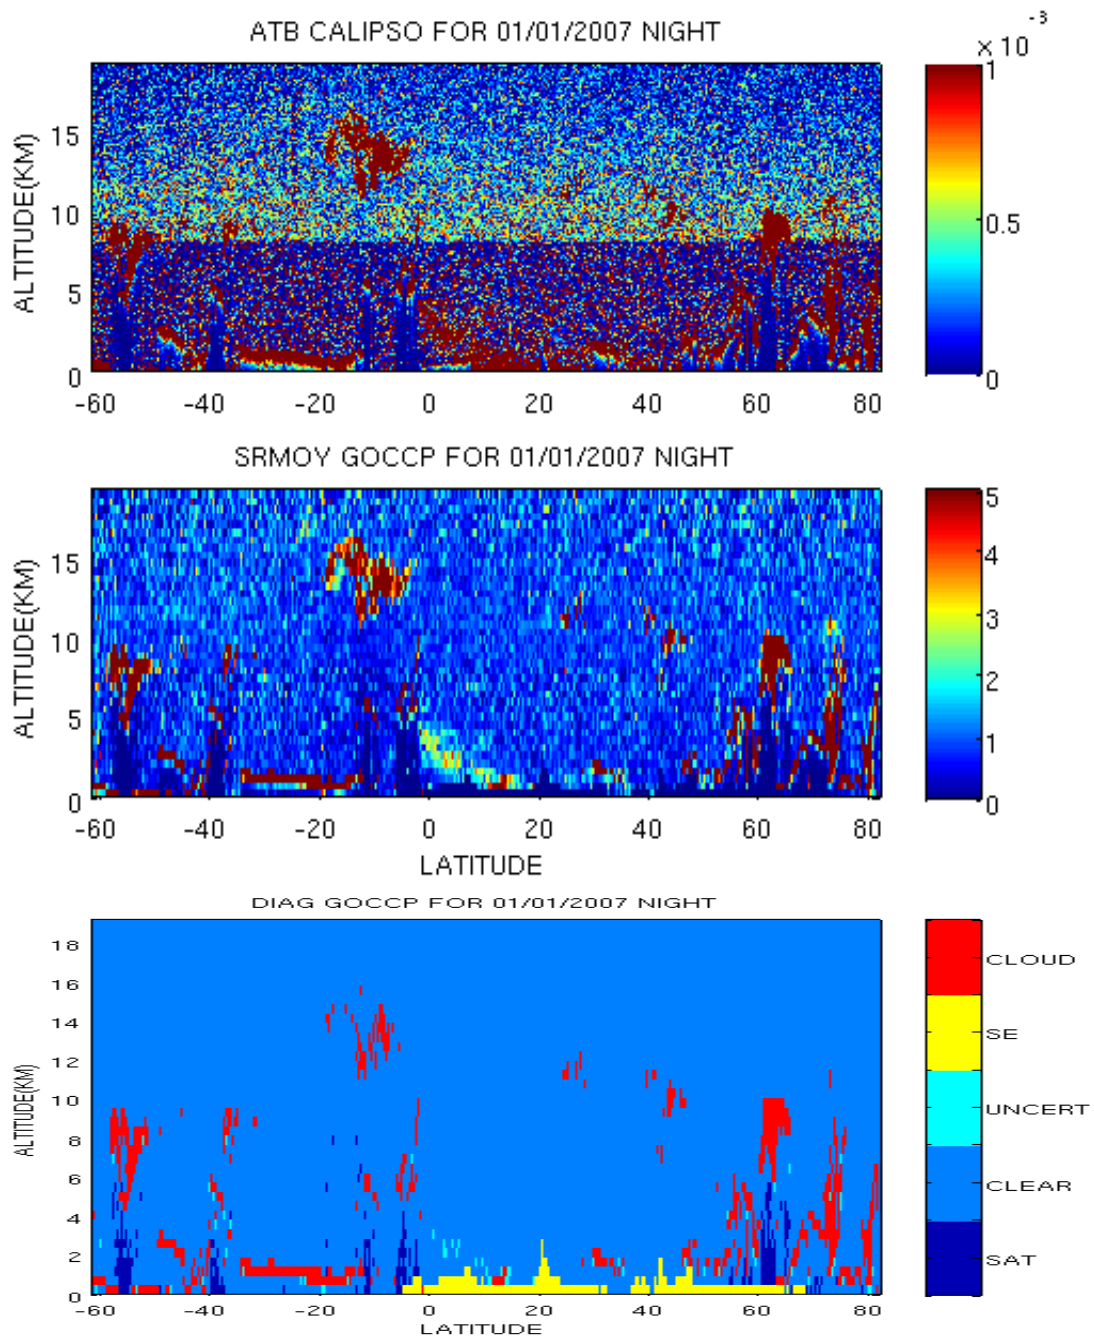 ATB CALIPSO FOR 01/01/2007 NIGHT
x 10 -3
ALTITUDE(KM)
15
10
5
0
-60 -40 -20 0 20 40 60 80
1
0.5
0
SRMOY GOCCP FOR 01/01/2007 NIGHT
ALTITUDE(KM)
15
10
5
0
-60 -40 -20 0 20 40 60 80
LATITUDE
5
4
3
2
1
0
DIAG GOCCP FOR 01/01/2007 NIGHT
ALTITUDE(KM)
18
16
14
12
10
8
6
4
2
0
-60 -40 -20 0 20 40 60 80
LATITUDE
CLOUD
SE
UNCERT
CLEAR
SAT